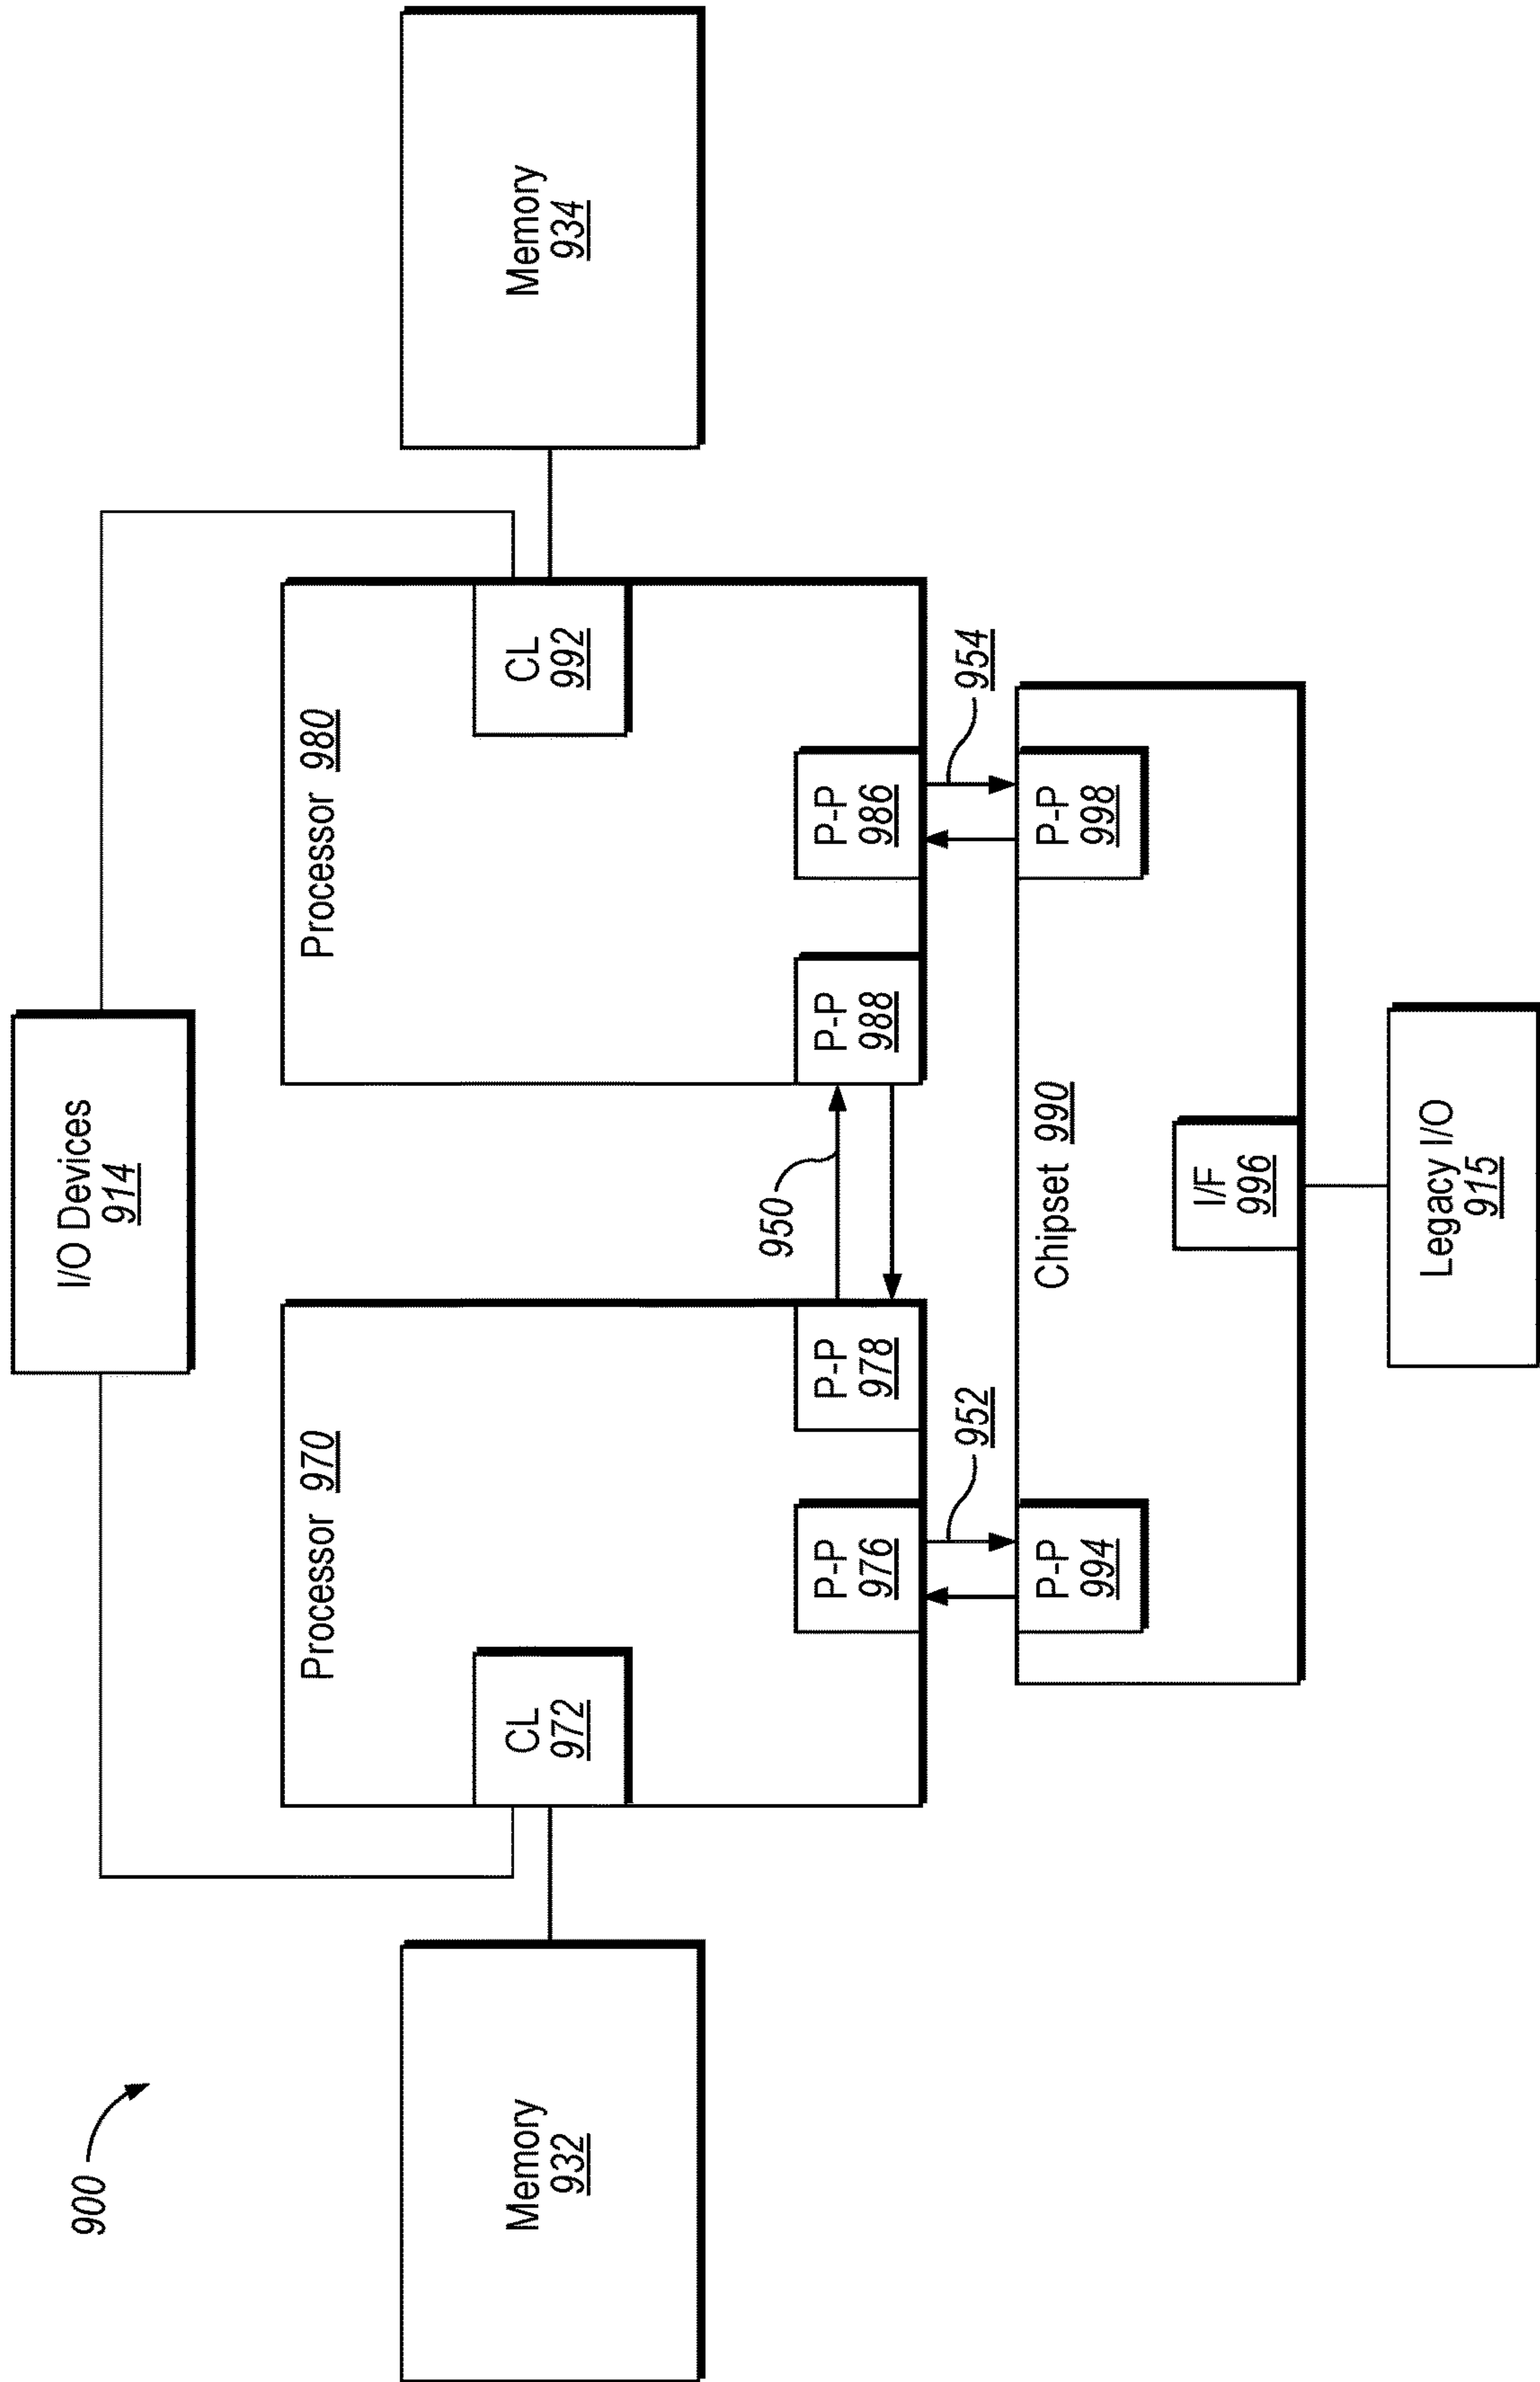 900
I/O Devices
914
Memory
932
Processor 970
CL
972
P-P
976
P-P
978
950
Processor 980
CL
992
P-P
988
P-P
986
Memory
934
952
954
Chipset 990
P-P
994
P-P
998
I/F
996
Legacy I/O
915